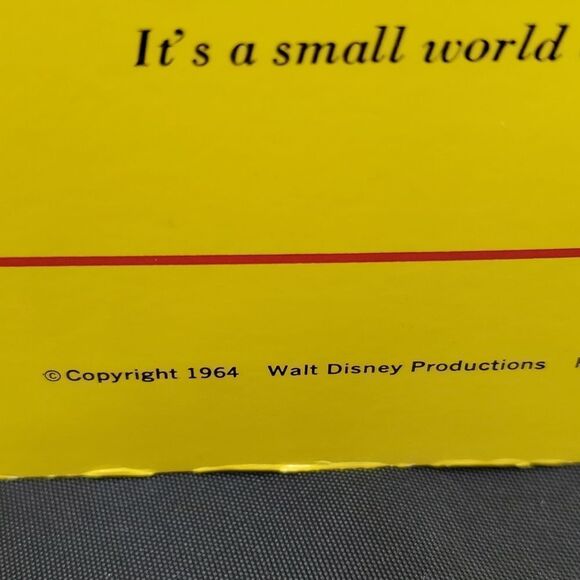 It's a small world
© Copyright 1964 Walt Disney Productions